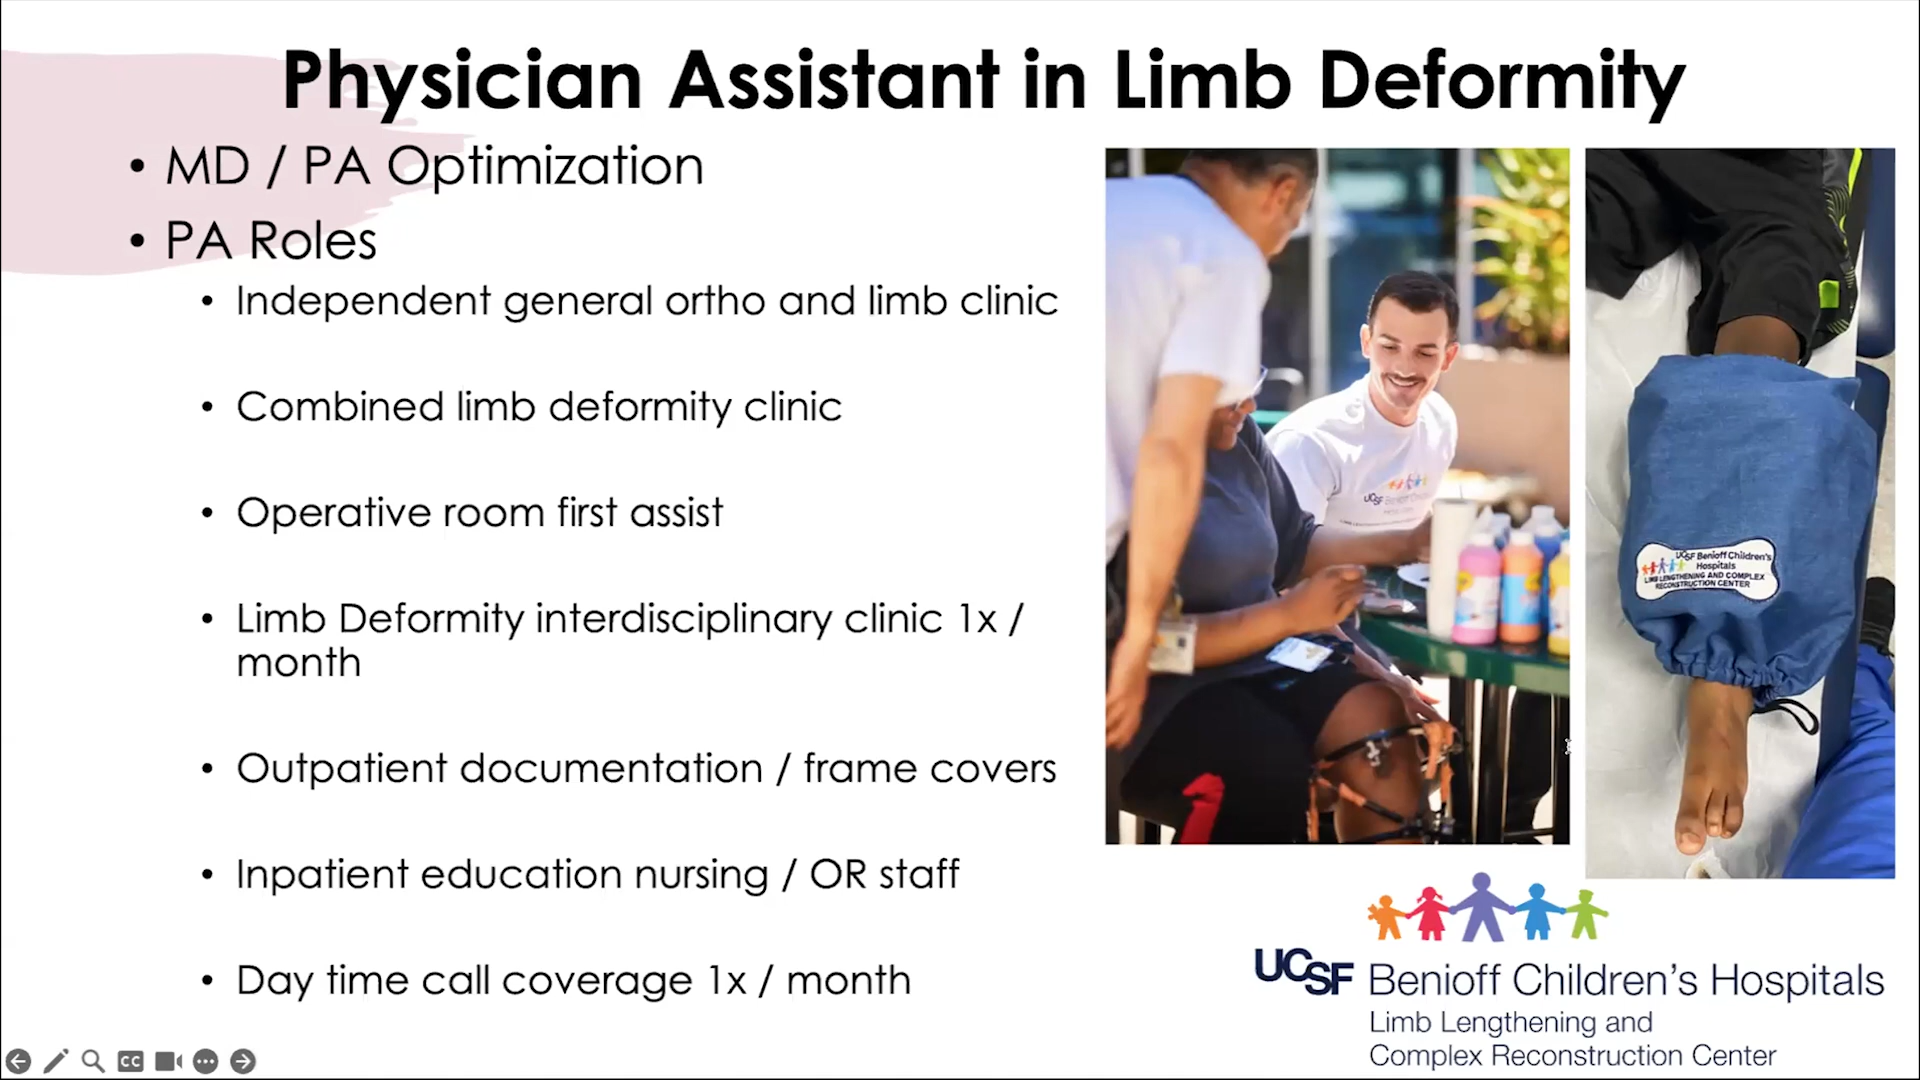 Physician Assistant in Limb Deformity
• MD / PA Optimization
• PA Roles
• Independent general ortho and limb clinic
• Combined limb deformity clinic
• Operative room first assist
• Limb Deformity interdisciplinary clinic 1x /
month
• Outpatient documentation / frame covers
• Inpatient education nursing / OR staff
• Day time call coverage 1x / month
UCSF Benioff Children's
Hospitals
LIMB LENGTHENING AND COMPLEX
RECONSTRUCTION CENTER
UCSF Benioff Children's Hospitals
Limb Lengthening and
Complex Reconstruction Center
CC